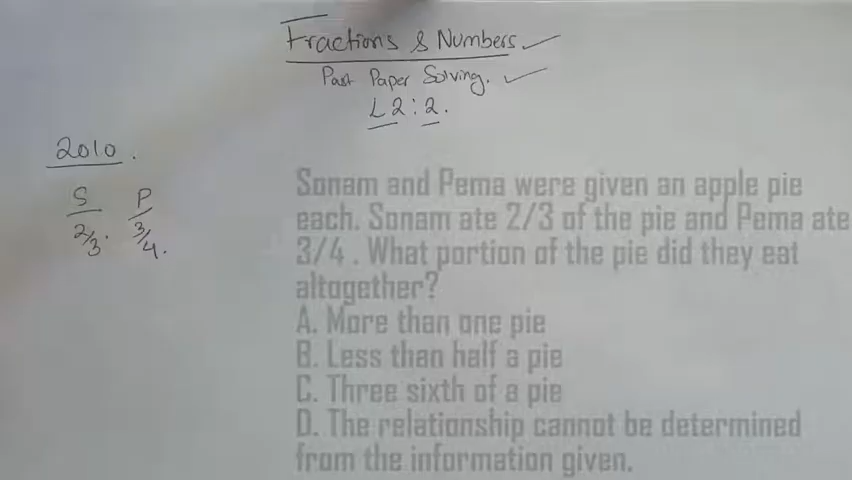 Fractions & Numbers
Past Paper Solving.
L2:2.
2010.
S P
2/3. 3/4.
Sonam and Pema were given an apple pie
each. Sonam ate 2/3 of the pie and Pema ate
3/4 . What portion of the pie did they eat
altogether?
A. More than one pie
B. Less than half a pie
C. Three sixth of a pie
D. The relationship cannot be determined
from the information given.